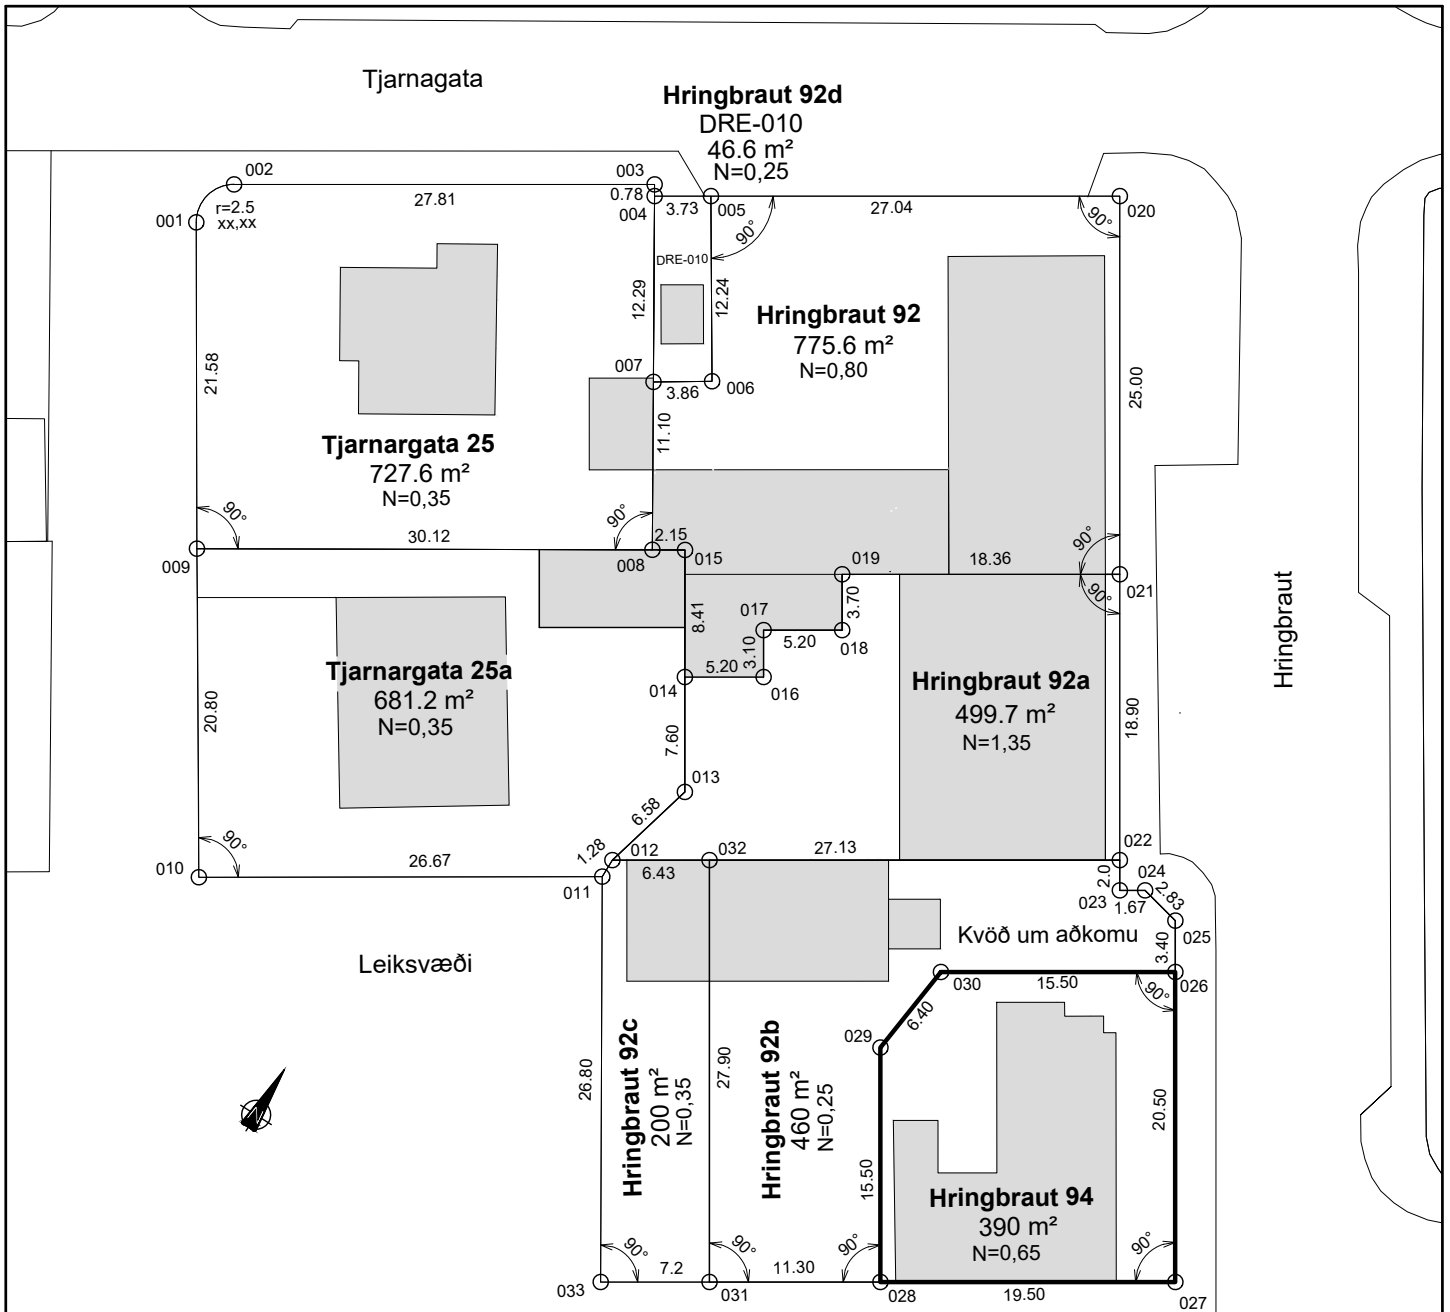 Tjarnagata
Hringbraut 92d
DRE-010
46.6 m²
N=0,25
002
003
001
r=2.5
xx,xx
27.81
0.78
004
3.73
005
27.04
020
90°
90°
DRE-010
12.29
12.24
Hringbraut 92
775.6 m²
N=0,80
21.58
007
3.86
006
25.00
11.10
Tjarnargata 25
727.6 m²
N=0,35
90°
90°
90°
30.12
2.15
009
008
015
019
18.36
021
90°
Hringbraut
8.41
017
3.70
3.10
5.20
018
5.20
014
016
Tjarnargata 25a
681.2 m²
N=0,35
20.80
Hringbraut 92a
499.7 m²
N=1,35
18.90
7.60
013
6.58
90°
010
26.67
1.28
012
032
27.13
022
6.43
011
2.0
024
023
1.67
2.83
025
Kvöð um aðkomu
3.40
Leiksvæði
030
15.50
026
90°
6.40
029
26.80
Hringbraut 92c
200 m²
N=0,35
27.90
Hringbraut 92b
460 m²
N=0,25
20.50
15.50
Hringbraut 94
390 m²
N=0,65
N
90°
90°
90°
90°
033
7.2
031
11.30
028
19.50
027